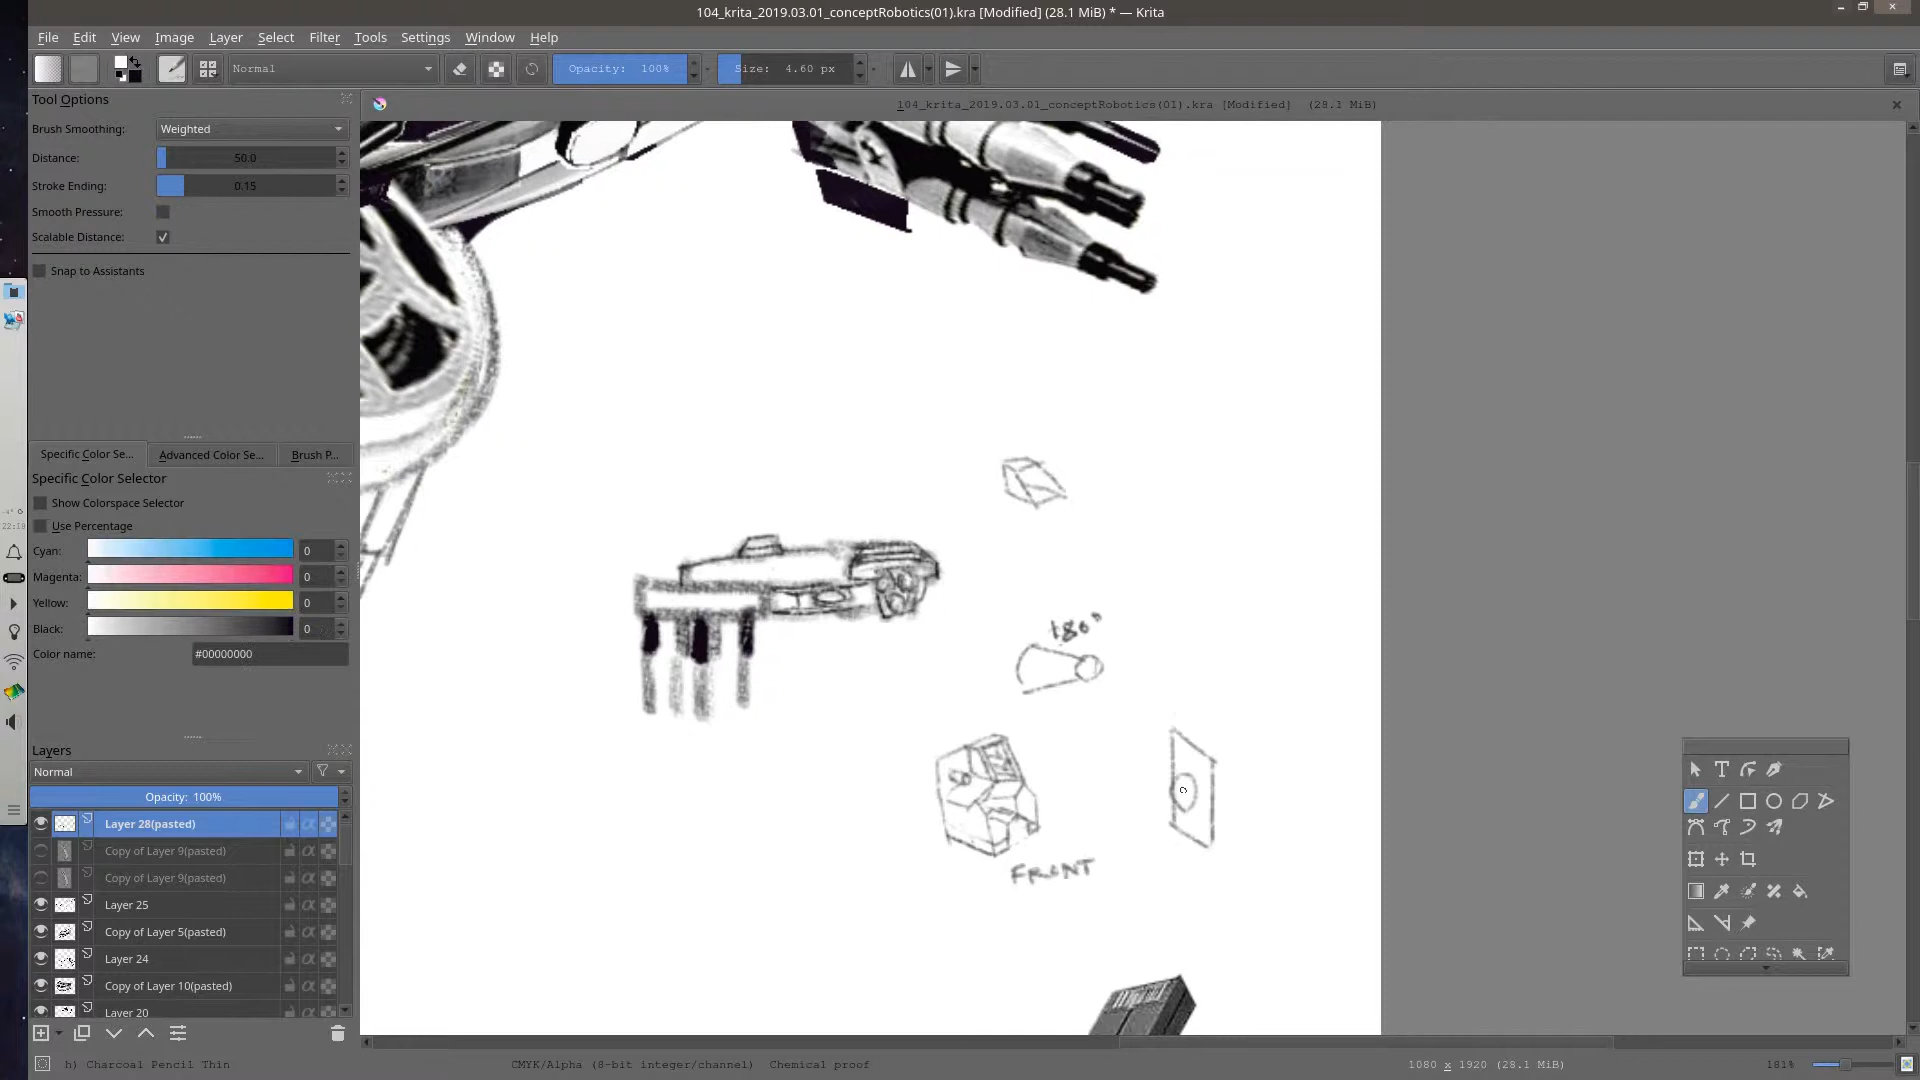 104_krita_2019.03.01_conceptRobotics(01).kra [Modified] (28.1 MiB) * — Krita
File Edit View Image Layer Select Filter Tools Settings Window Help
Normal
Opacity: 100%
Size: 4.60 px
Tool Options
104_krita_2019.03.01_conceptRobotics(01).kra [Modified] (28.1 MiB)
Brush Smoothing: Weighted
Distance: 50.0
Stroke Ending: 0.15
Smooth Pressure:
Scalable Distance:
Snap to Assistants
Specific Color Se... Advanced Color Se... Brush P...
Specific Color Selector
Show Colorspace Selector
Use Percentage
Cyan: 0
Magenta: 0
Yellow: 0
Black: 0
Color name: #00000000
180°
FRONT
Layers
Normal
Opacity: 100%
Layer 28(pasted)
Copy of Layer 9(pasted)
Copy of Layer 9(pasted)
Layer 25
Copy of Layer 5(pasted)
Layer 24
Copy of Layer 10(pasted)
Layer 20
h) Charcoal Pencil Thin
CMYK/Alpha (8-bit integer/channel) Chemical proof
1080 x 1920 (28.1 MiB)
181%